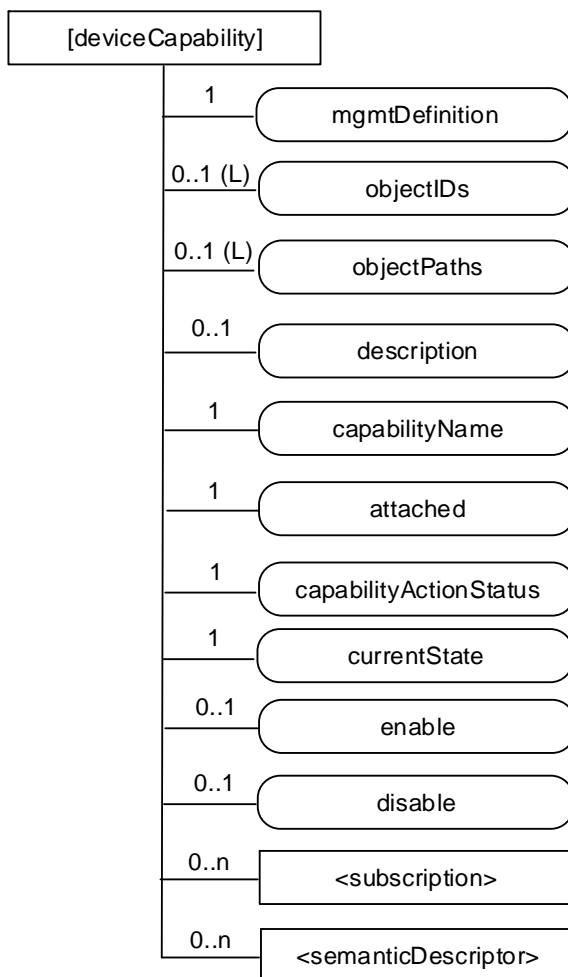 [deviceCapability]
1
mgmtDefinition
0..1 (L)
objectIDs
0..1 (L)
objectPaths
0..1
description
1
capabilityName
1
attached
1
capabilityActionStatus
1
currentState
0..1
enable
0..1
disable
0..n
<subscription>
0..n
<semanticDescriptor>